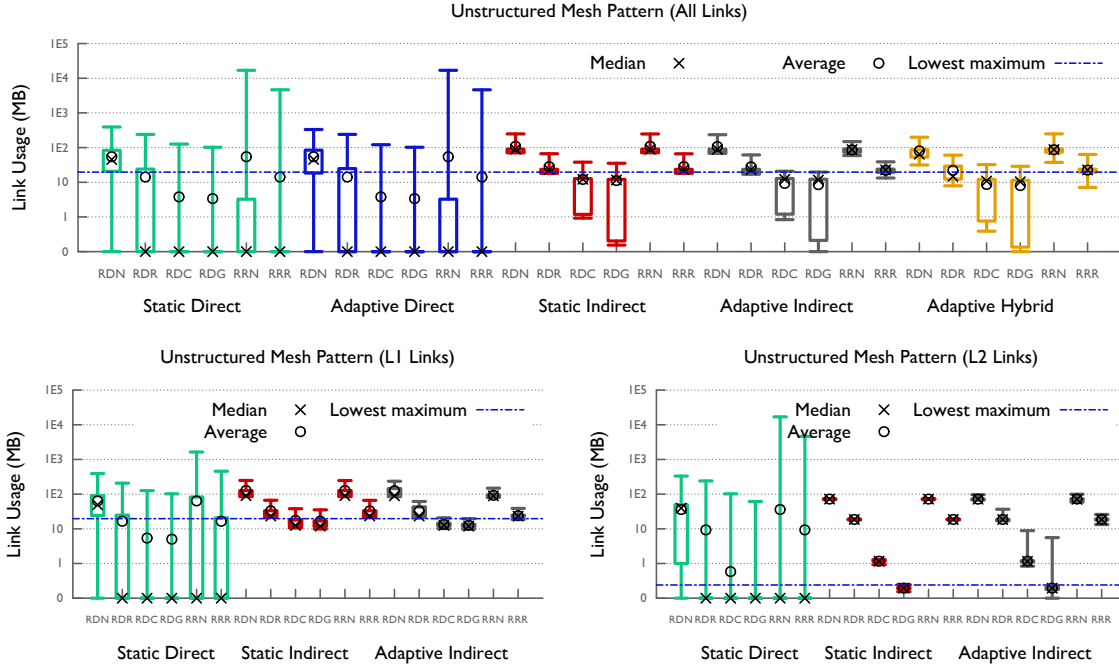 Unstructured Mesh Pattern (All Links)
Link Usage (MB)
1E5
1E4
1E3
1E2
10
1
0
Median
Average
Lowest maximum
RDN RDR RDC RDG RRN RRR RDN RDR RDC RDG RRN RRR RDN RDR RDC RDG RRN RRR RDN RDR RDC RDG RRN RRR RDN RDR RDC RDG RRN RRR
Static Direct Adaptive Direct Static Indirect Adaptive Indirect Adaptive Hybrid
Unstructured Mesh Pattern (L1 Links)
Link Usage (MB)
1E5
1E4
1E3
1E2
10
1
0
Median Lowest maximum
Average
RDN RDR RDC RDG RRN RRR RDN RDR RDC RDG RRN RRR RDN RDR RDC RDG RRN RRR
Static Direct Static Indirect Adaptive Indirect
Unstructured Mesh Pattern (L2 Links)
Link Usage (MB)
1E5
1E4
1E3
1E2
10
1
0
Median Lowest maximum
Average
RDN RDR RDC RDG RRN RRR RDN RDR RDC RDG RRN RRR RDN RDR RDC RDG RRN RRR
Static Direct Static Indirect Adaptive Indirect